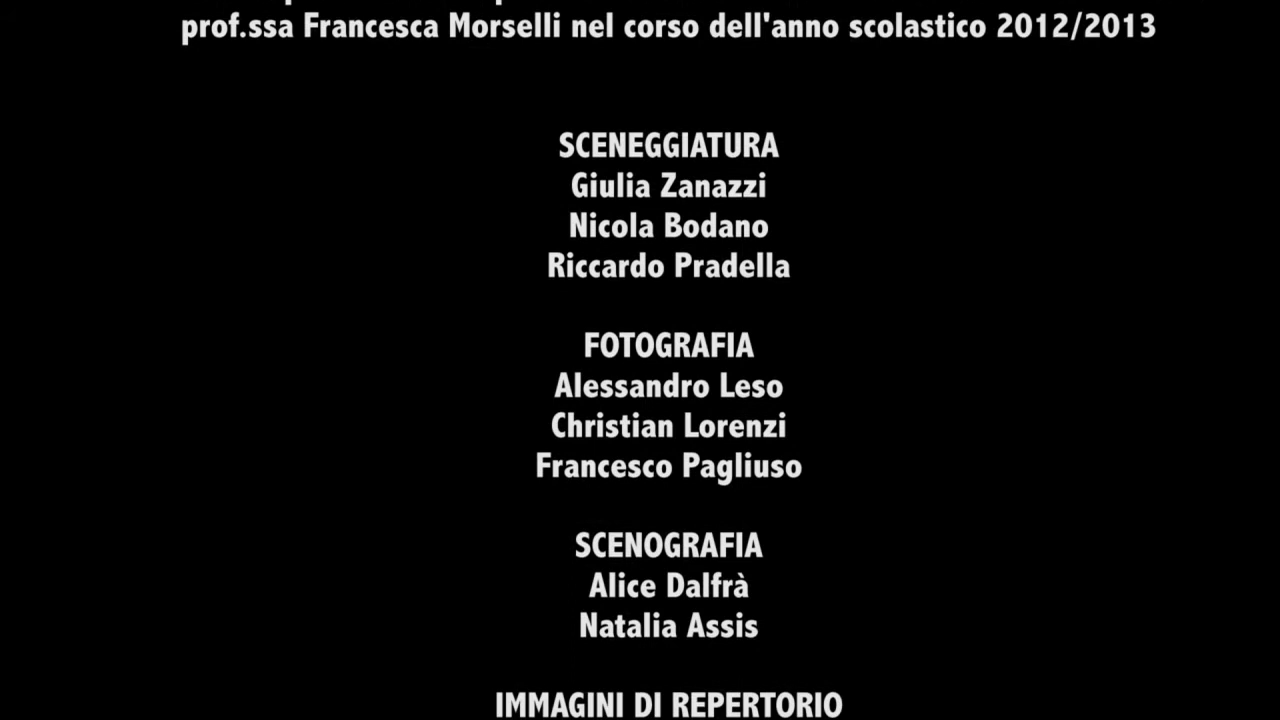 prof.ssa Francesca Morselli nel corso dell'anno scolastico 2012/2013
SCENEGGIATURA
Giulia Zanazzi
Nicola Bodano
Riccardo Pradella
FOTOGRAFIA
Alessandro Leso
Christian Lorenzi
Francesco Pagliuso
SCENOGRAFIA
Alice Dalfrà
Natalia Assis
IMMAGINI DI REPERTORIO